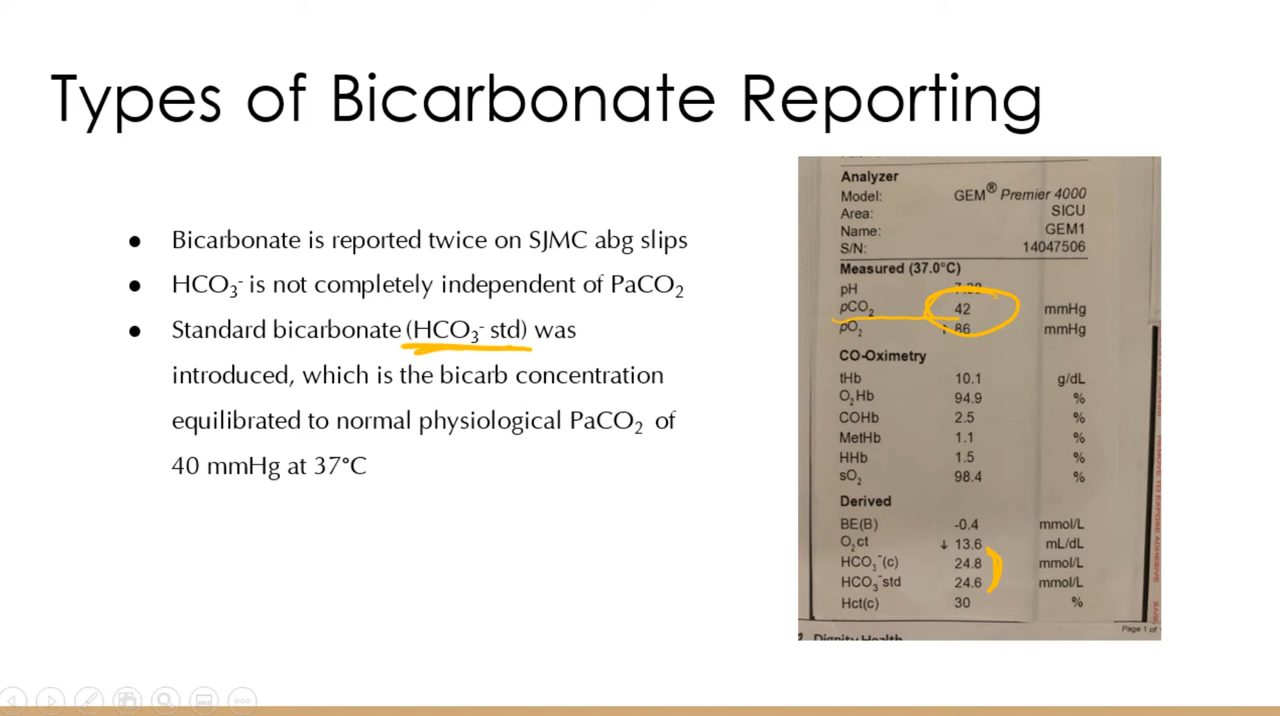 Types of Bicarbonate Reporting
● Bicarbonate is reported twice on SJMC abg slips
● HCO₃⁻ is not completely independent of PaCO₂
● Standard bicarbonate (HCO₃⁻ std) was
introduced, which is the bicarb concentration
equilibrated to normal physiological PaCO₂ of
40 mmHg at 37°C
Analyzer
Model: GEM® Premier 4000
Area: SICU
Name: GEM1
S/N: 14047506
Measured (37.0°C)
pH
pCO₂ 42 mmHg
pO₂ ↑ 86 mmHg
CO-Oximetry
tHb 10.1 g/dL
O₂Hb 94.9 %
COHb 2.5 %
MetHb 1.1 %
HHb 1.5 %
sO₂ 98.4 %
Derived
BE(B) -0.4 mmol/L
O₂ct ↓ 13.6 mL/dL
HCO₃⁻(c) 24.8 mmol/L
HCO₃⁻std 24.6 mmol/L
Hct(c) 30 %
Page 1 of
Dignity Health